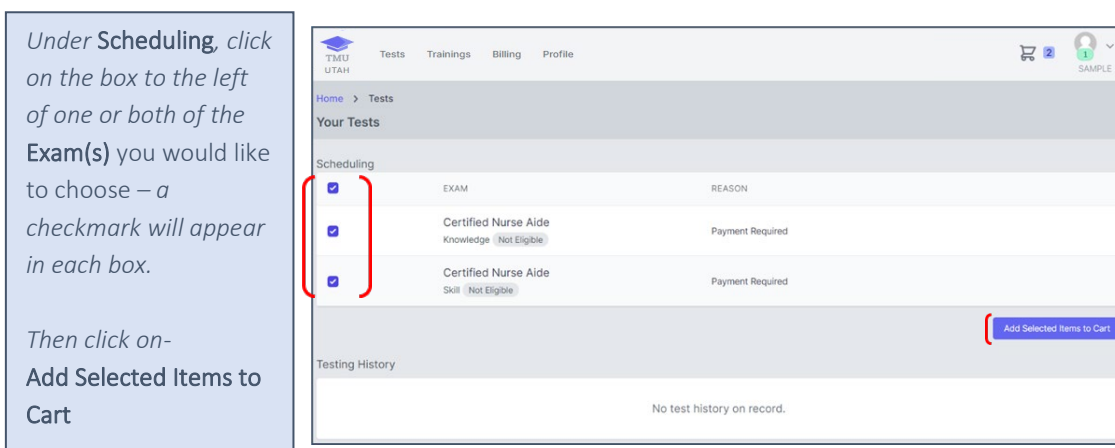 Under Scheduling, click
on the box to the left
of one or both of the
Exam(s) you would like
to choose – a
checkmark will appear
in each box.
Then click on-
Add Selected Items to
Cart
TMU
UTAH
Tests Trainings Billing Profile
2
1
SAMPLE
Home > Tests
Your Tests
Scheduling
EXAM REASON
Certified Nurse Aide
Knowledge Not Eligible
Payment Required
Certified Nurse Aide
Skill Not Eligible
Payment Required
Add Selected Items to Cart
Testing History
No test history on record.